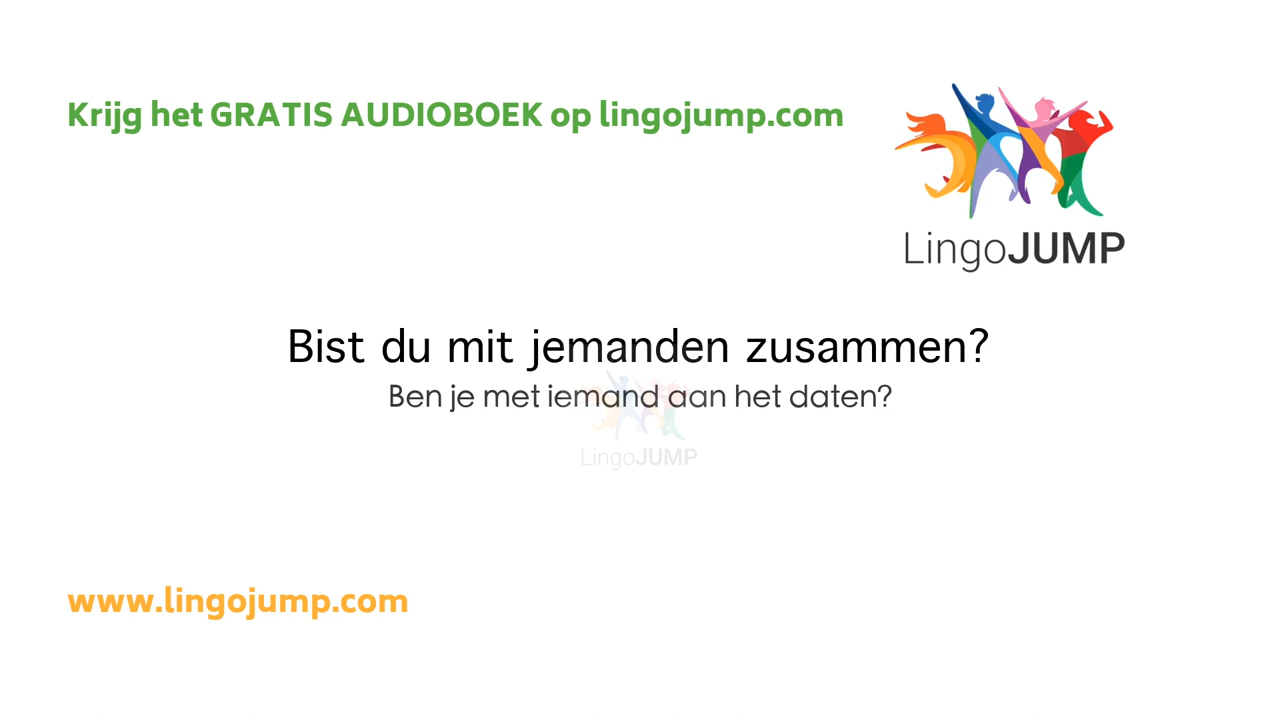 Krijg het GRATIS AUDIOBOEK op lingojump.com
LingoJUMP
Bist du mit jemanden zusammen?
Ben je met iemand aan het daten?
LingoJUMP
www.lingojump.com